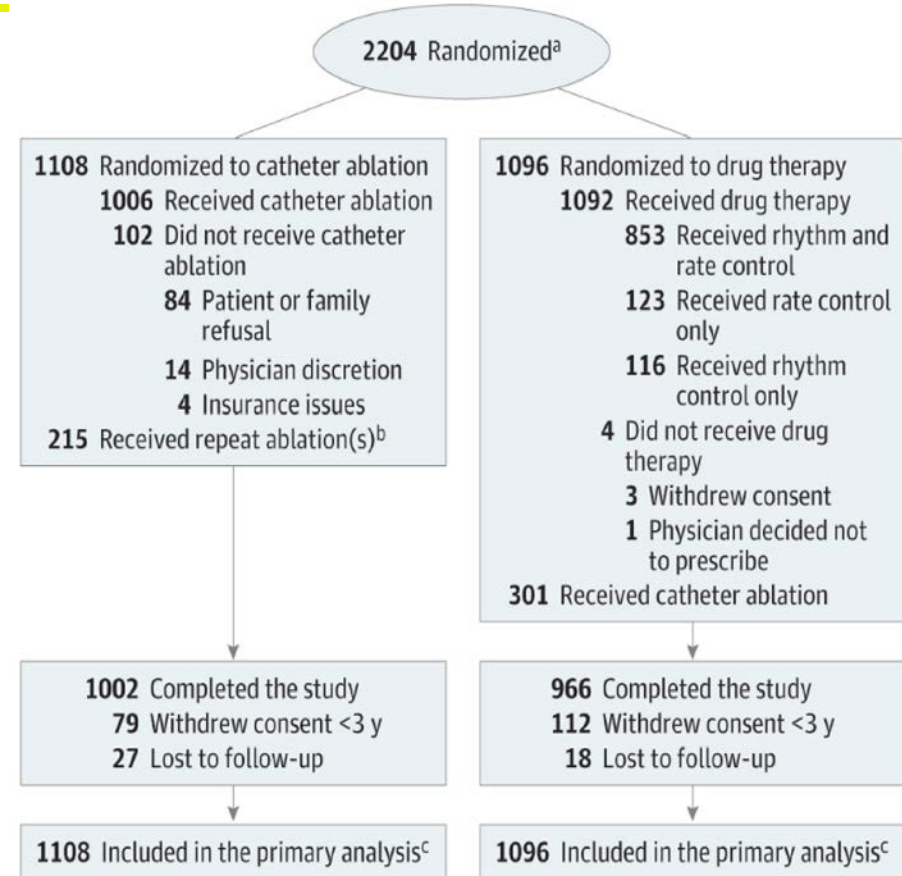 2204 Randomizedᵃ
1108 Randomized to catheter ablation
1006 Received catheter ablation
102 Did not receive catheter
ablation
84 Patient or family
refusal
14 Physician discretion
4 Insurance issues
215 Received repeat ablation(s)ᵇ
1096 Randomized to drug therapy
1092 Received drug therapy
853 Received rhythm and
rate control
123 Received rate control
only
116 Received rhythm
control only
4 Did not receive drug
therapy
3 Withdrew consent
1 Physician decided not
to prescribe
301 Received catheter ablation
1002 Completed the study
79 Withdrew consent <3 y
27 Lost to follow-up
966 Completed the study
112 Withdrew consent <3 y
18 Lost to follow-up
1108 Included in the primary analysisᶜ
1096 Included in the primary analysisᶜ